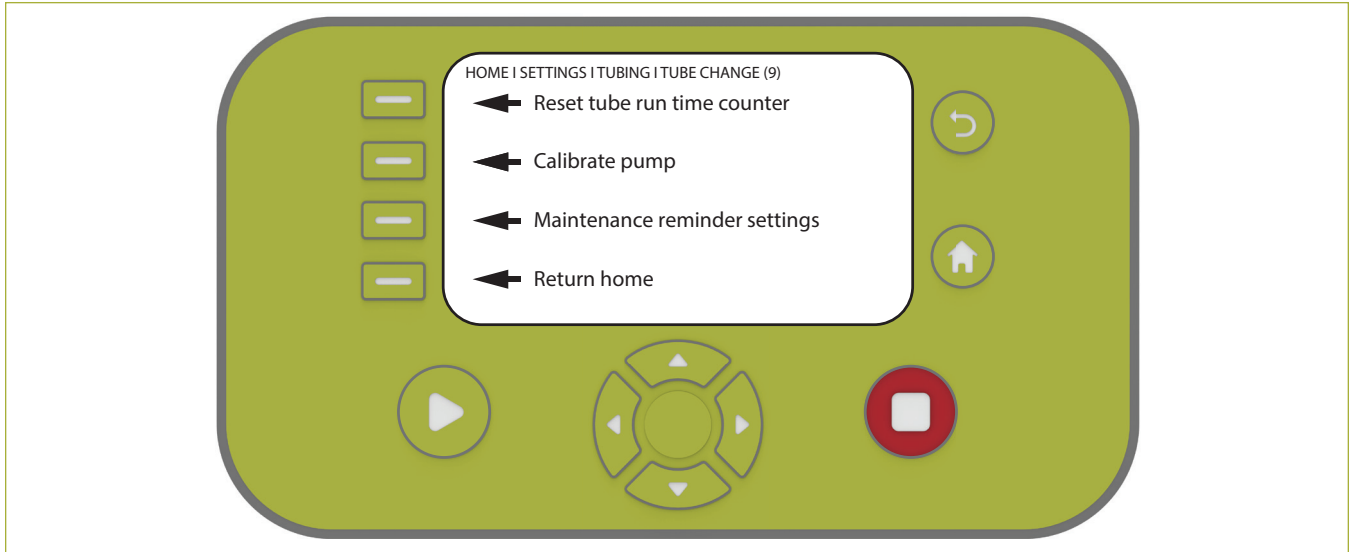 HOME I SETTINGS I TUBING I TUBE CHANGE (9)
Reset tube run time counter
Calibrate pump
Maintenance reminder settings
Return home